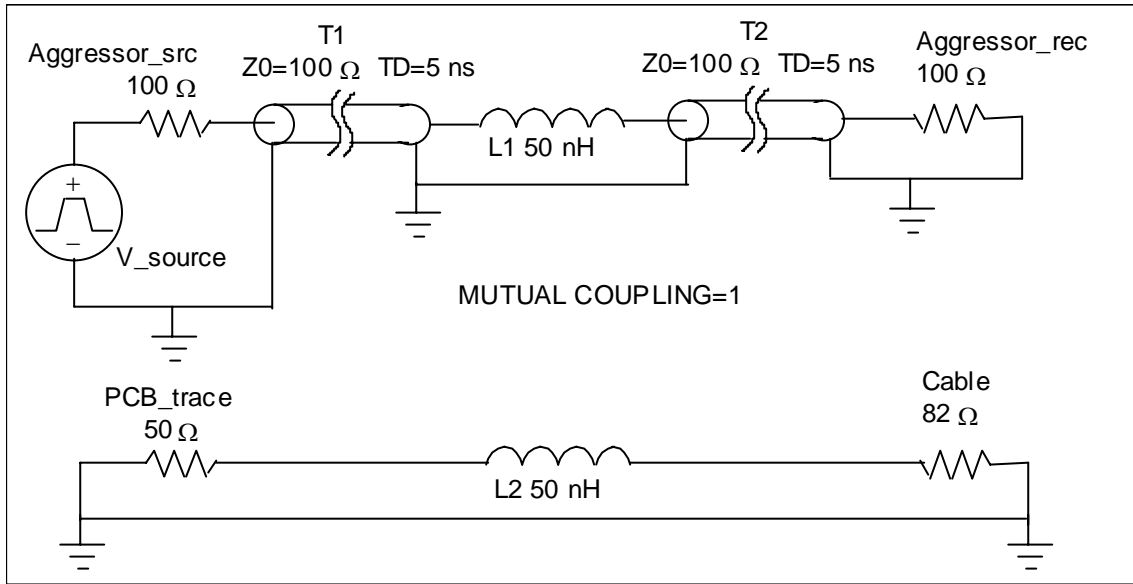 T1
T2
Aggressor_src
100 Ω
Z0=100 Ω TD=5 ns
Z0=100 Ω TD=5 ns
Aggressor_rec
100 Ω
L1 50 nH
+
−
V_source
MUTUAL COUPLING=1
PCB_trace
50 Ω
Cable
82 Ω
L2 50 nH